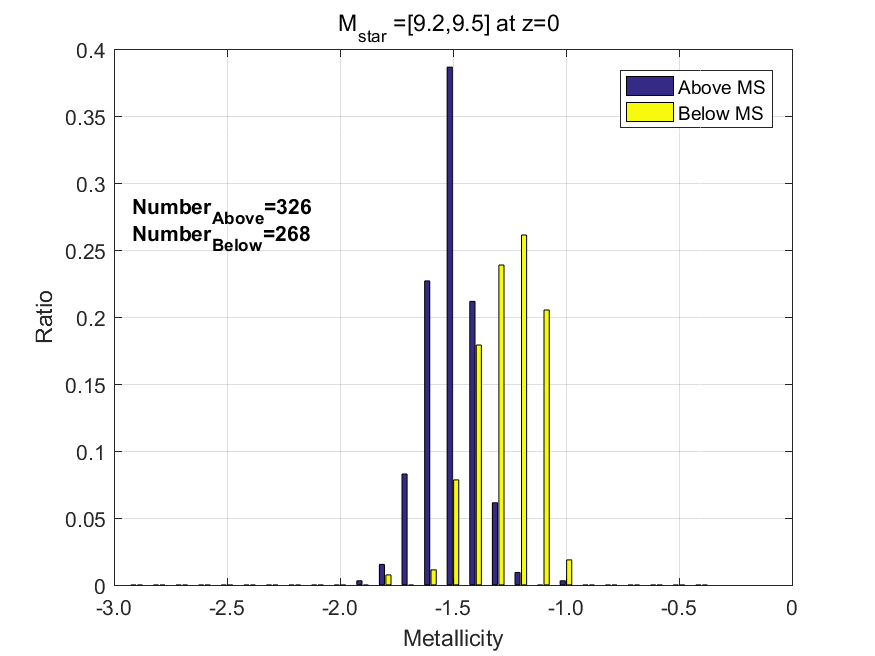 M_star =[9.2,9.5] at z=0
0.4
0.35
0.3
0.25
0.2
0.15
0.1
0.05
0
Ratio
Above MS
Below MS
Number_Above=326
Number_Below=268
-3.0 -2.5 -2.0 -1.5 -1.0 -0.5 0
Metallicity